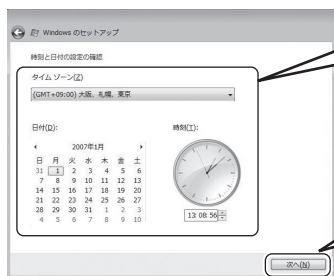 Windows のセットアップ
時刻と日付の設定の確認
タイム ゾーン(Z)
(GMT+09:00) 大阪、札幌、東京
日付(D):
時刻(T):
2007年1月
日 月 火 水 木 金 土
31 1 2 3 4 5 6
7 8 9 10 11 12 13
14 15 16 17 18 19 20
21 22 23 24 25 26 27
28 29 30 31 1 2 3
4 5 6 7 8 9 10
13:08:56
次へ(N)